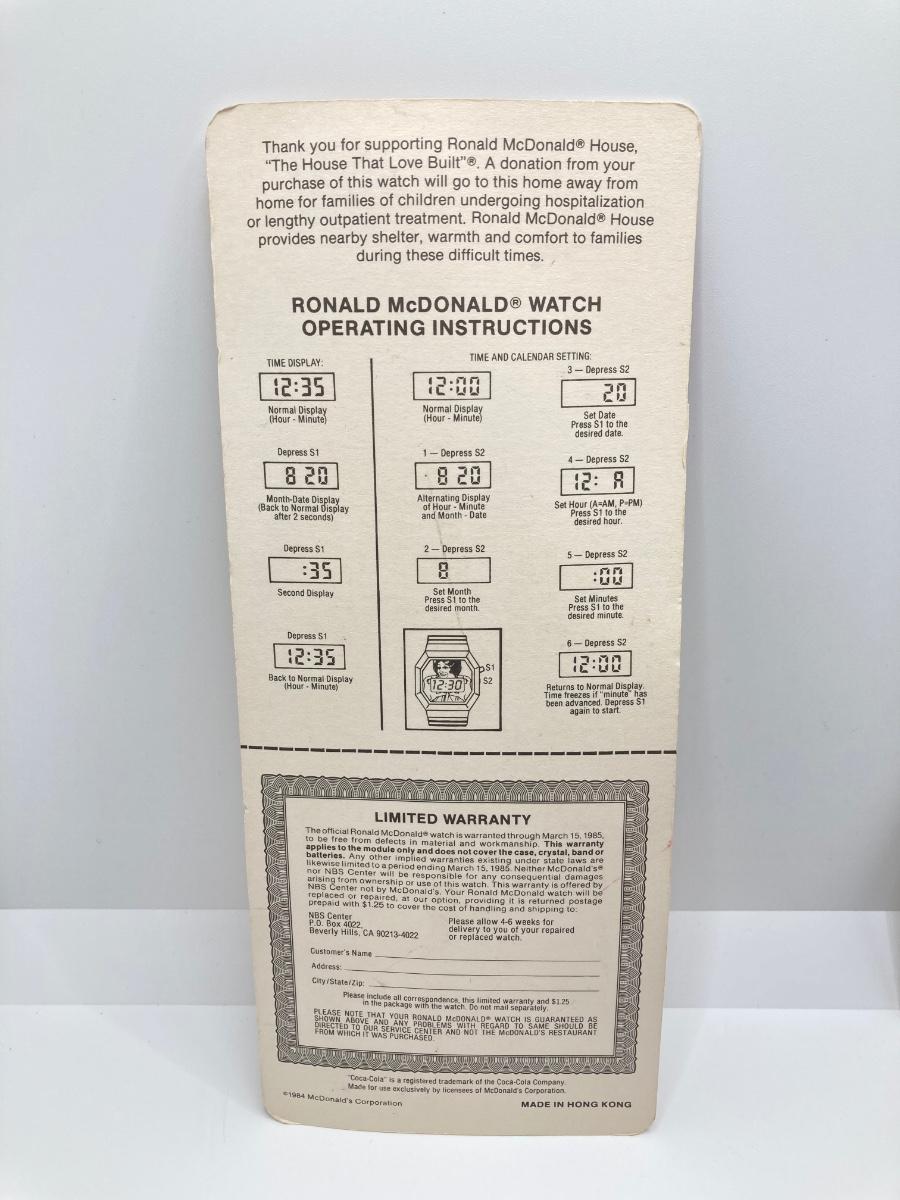 Thank you for supporting Ronald McDonald® House,
"The House That Love Built"®. A donation from your
purchase of this watch will go to this home away from
home for families of children undergoing hospitalization
or lengthy outpatient treatment. Ronald McDonald® House
provides nearby shelter, warmth and comfort to families
during these difficult times.
RONALD McDONALD® WATCH
OPERATING INSTRUCTIONS
TIME DISPLAY:
12:35
Normal Display
(Hour - Minute)
Depress S1
8 20
Month-Date Display
(Back to Normal Display
after 2 seconds)
Depress S1
:35
Second Display
Depress S1
12:35
Back to Normal Display
(Hour - Minute)
TIME AND CALENDAR SETTING:
12:00
Normal Display
(Hour - Minute)
1 — Depress S2
8 20
Alternating Display
of Hour - Minute
and Month - Date
2 — Depress S2
8
Set Month
Press S1 to the
desired month.
12:30
S1
S2
3 — Depress S2
20
Set Date
Press S1 to the
desired date.
4 — Depress S2
12: A
Set Hour (A=AM, P=PM)
Press S1 to the
desired hour.
5 — Depress S2
:00
Set Minutes
Press S1 to the
desired minute.
6 — Depress S2
12:00
Returns to Normal Display.
Time freezes if "minute" has
been advanced. Depress S1
again to start.
LIMITED WARRANTY
The official Ronald McDonald® watch is warranted through March 15, 1985,
to be free from defects in material and workmanship. This warranty
applies to the module only and does not cover the case, crystal, band or
batteries. Any other implied warranties existing under state laws are
likewise limited to a period ending March 15, 1985. Neither McDonald's®
nor NBS Center will be responsible for any consequential damages
arising from ownership or use of this watch. This warranty is offered by
NBS Center not by McDonald's. Your Ronald McDonald watch will be
replaced or repaired, at our option, providing it is returned postage
prepaid with $1.25 to cover the cost of handling and shipping to:
NBS Center
P.O. Box 4022,
Beverly Hills, CA 90213-4022
Please allow 4-6 weeks for
delivery to you of your repaired
or replaced watch.
Customer's Name
Address:
City/State/Zip:
Please include all correspondence, this limited warranty and $1.25
in the package with the watch. Do not mail separately.
PLEASE NOTE THAT YOUR RONALD McDONALD® WATCH IS GUARANTEED AS
SHOWN ABOVE AND ANY PROBLEMS WITH REGARD TO SAME SHOULD BE
DIRECTED TO OUR SERVICE CENTER AND NOT THE McDONALD'S RESTAURANT
FROM WHICH IT WAS PURCHASED.
"Coca-Cola" is a registered trademark of the Coca-Cola Company.
Made for use exclusively by licensees of McDonald's Corporation.
©1984 McDonald's Corporation
MADE IN HONG KONG